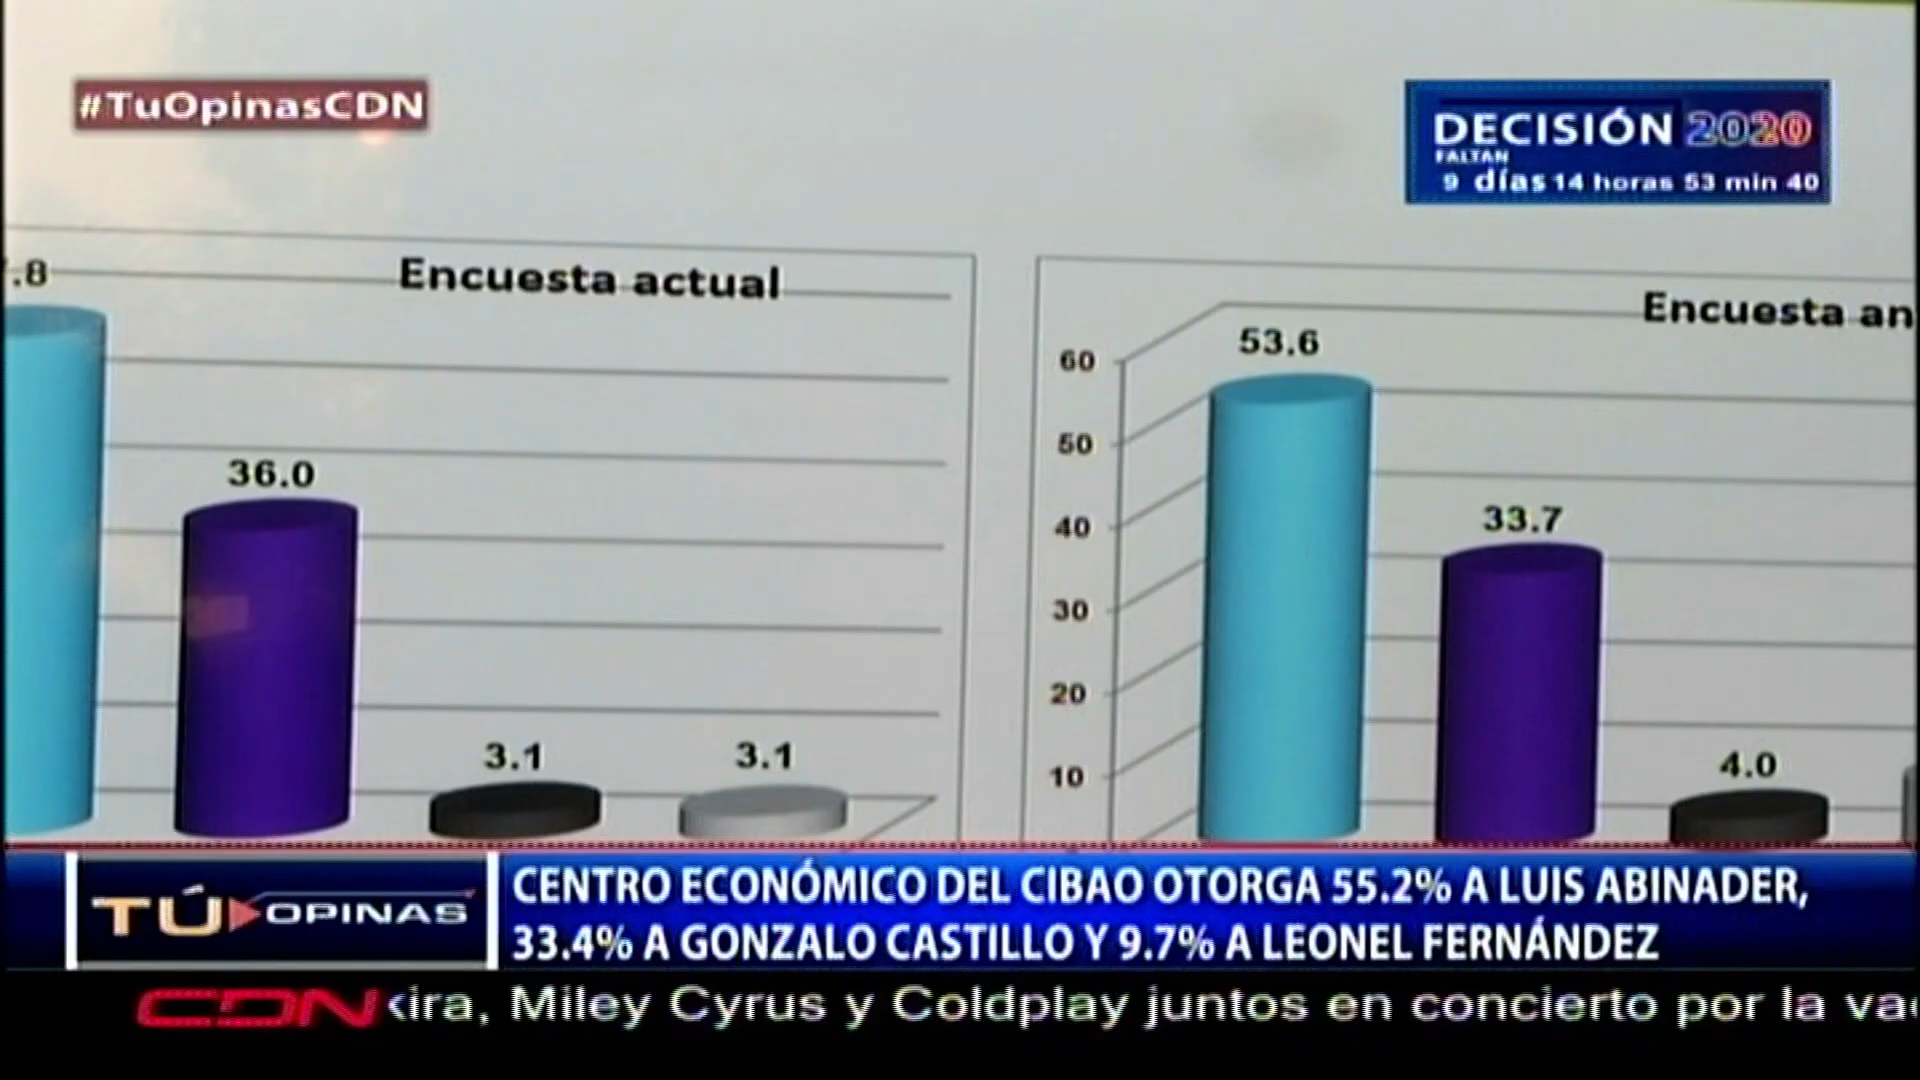 #TuOpinasCDN
DECISIÓN 2020
FALTAN
9 días 14 horas 53 min 40
.8
Encuesta actual
36.0
3.1
3.1
Encuesta an
53.6
33.7
4.0
60
50
40
30
20
10
TÚ OPINAS
CENTRO ECONÓMICO DEL CIBAO OTORGA 55.2% A LUIS ABINADER,
33.4% A GONZALO CASTILLO Y 9.7% A LEONEL FERNÁNDEZ
CDN
kira, Miley Cyrus y Coldplay juntos en concierto por la va